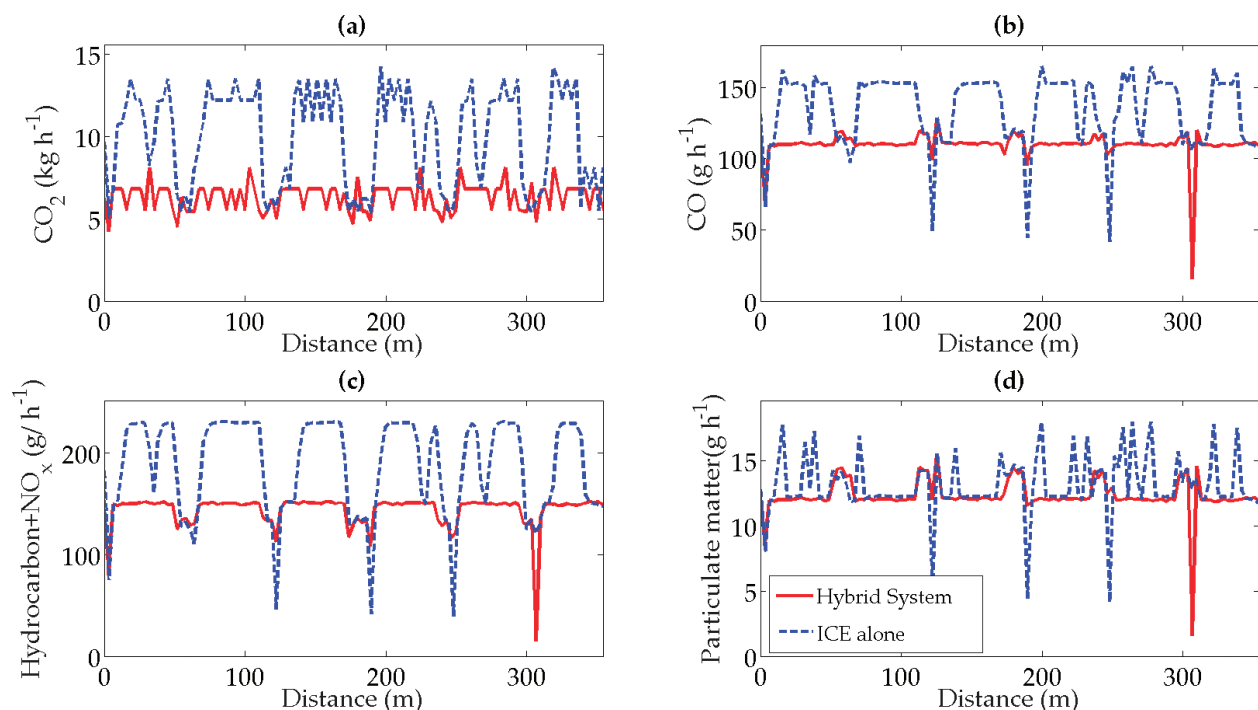 (a)
15
10
5
0
CO2 (kg h-1)
0 100 200 300
Distance (m)
(b)
150
100
50
0
CO (g h-1)
0 100 200 300
Distance (m)
(c)
200
100
0
Hydrocarbon+NOx (g/ h-1)
0 100 200 300
Distance (m)
(d)
15
10
5
0
Particulate matter(g h-1)
Hybrid System
ICE alone
0 100 200 300
Distance (m)